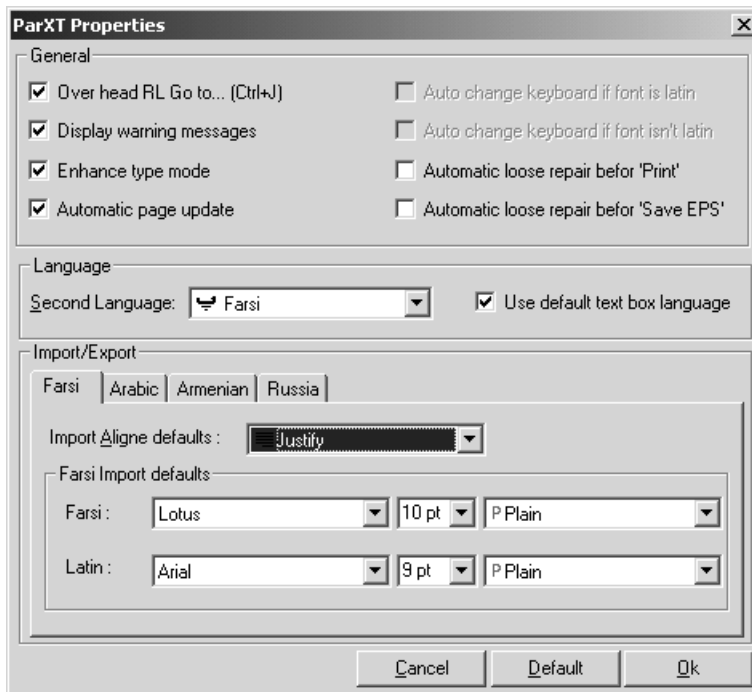 ParXT Properties
General
Over head RL Go to... (Ctrl+J)
Auto change keyboard if font is latin
Display warning messages
Auto change keyboard if font isn't latin
Enhance type mode
Automatic loose repair befor 'Print'
Automatic page update
Automatic loose repair befor 'Save EPS'
Language
Second Language: Farsi
Use default text box language
Import/Export
Farsi Arabic Armenian Russia
Import Aligne defaults : Justify
Farsi Import defaults
Farsi : Lotus 10 pt P Plain
Latin : Arial 9 pt P Plain
Cancel Default Ok